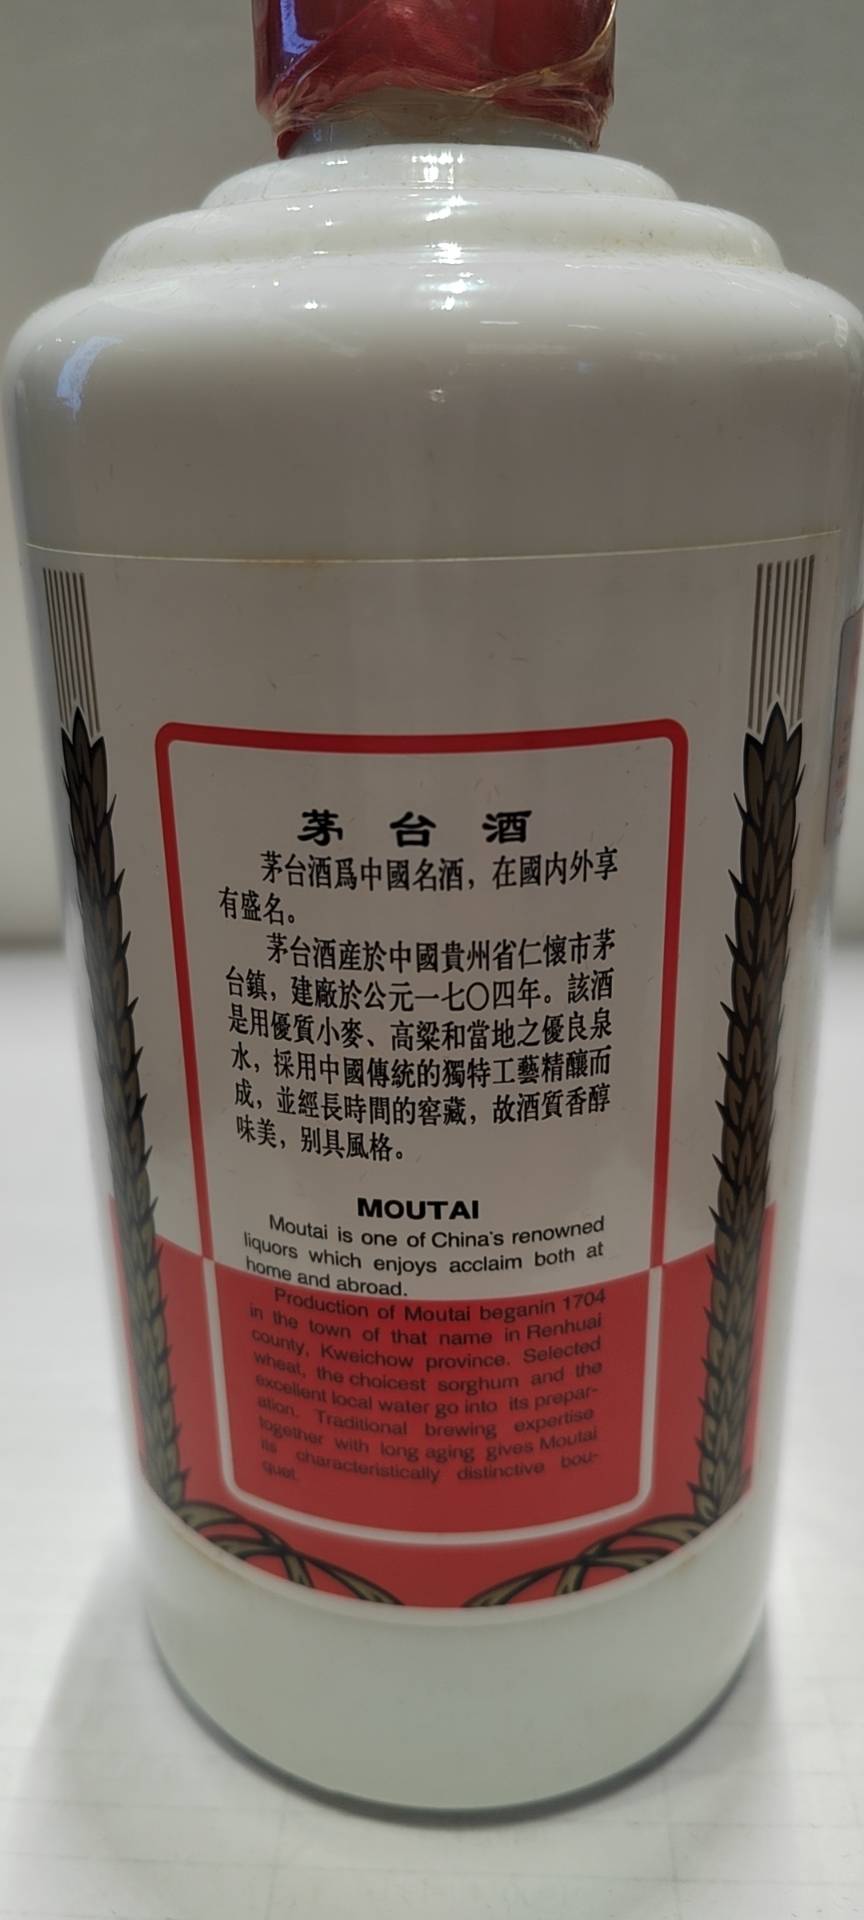 茅台酒
茅台酒爲中國名酒，在國内外享
有盛名。
茅台酒産於中國貴州省仁懷市茅
台鎮，建廠於公元一七〇四年。該酒
是用優質小麥、高粱和當地之優良泉
水，採用中國傳統的獨特工藝精釀而
成，並經長時間的窖藏，故酒質香醇
味美，别具風格。
MOUTAI
Moutai is one of China's renowned
liquors which enjoys acclaim both at
home and abroad.
Production of Moutai beganin 1704
in the town of that name in Renhuai
county, Kweichow province. Selected
wheat, the choicest sorghum and the
excellent local water go into its prepar-
ation. Traditional brewing expertise
together with long aging gives Moutai
its characteristically distinctive bou-
quet.